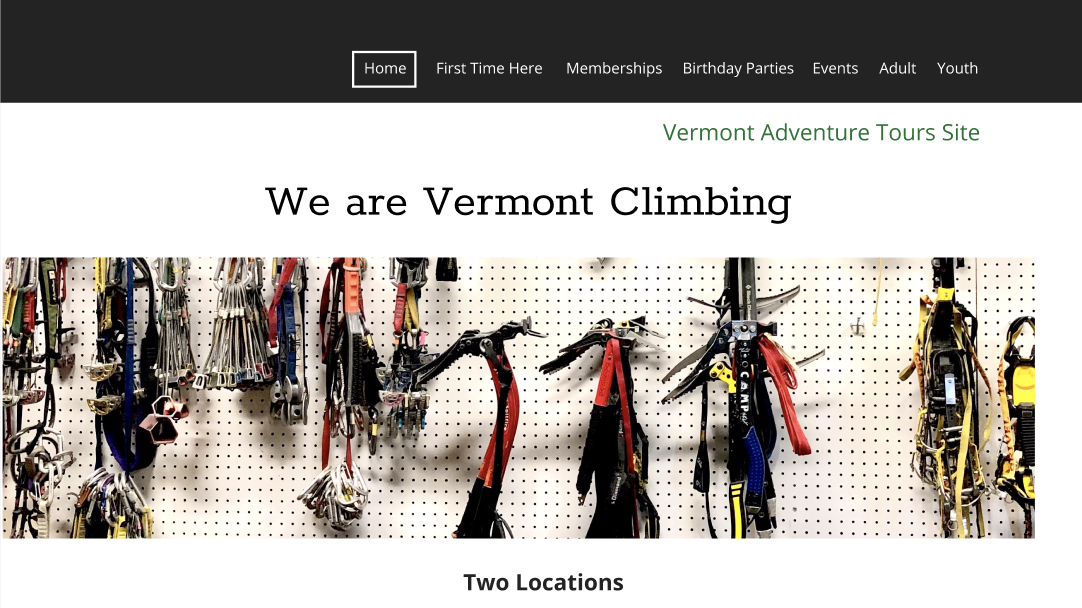 Home First Time Here Memberships Birthday Parties Events Adult Youth
Vermont Adventure Tours Site
We are Vermont Climbing
CAMP
Two Locations